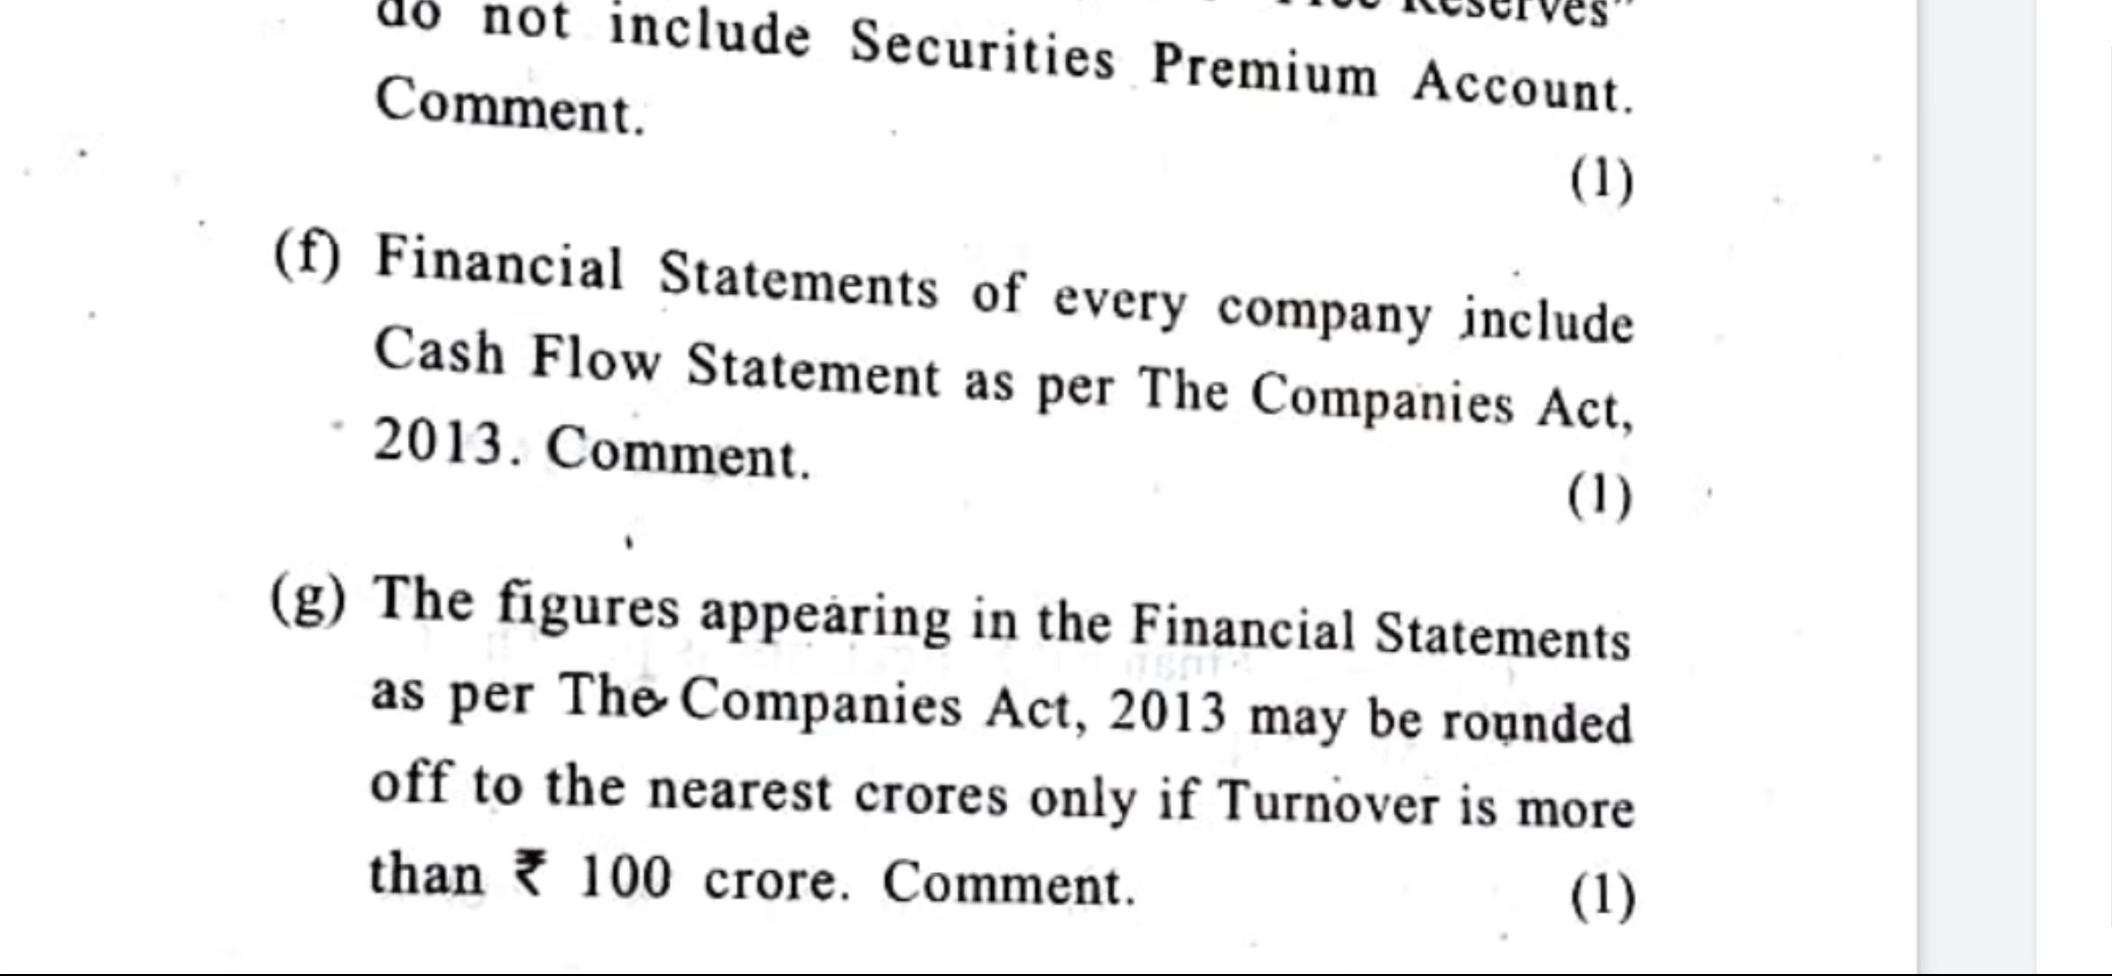 Reserves"
do not include Securities Premium Account.
Comment.
(1)
(f) Financial Statements of every company include
Cash Flow Statement as per The Companies Act,
2013. Comment.
(1)
(g) The figures appearing in the Financial Statements
as per The Companies Act, 2013 may be rounded
off to the nearest crores only if Turnover is more
than ₹ 100 crore. Comment. (1)